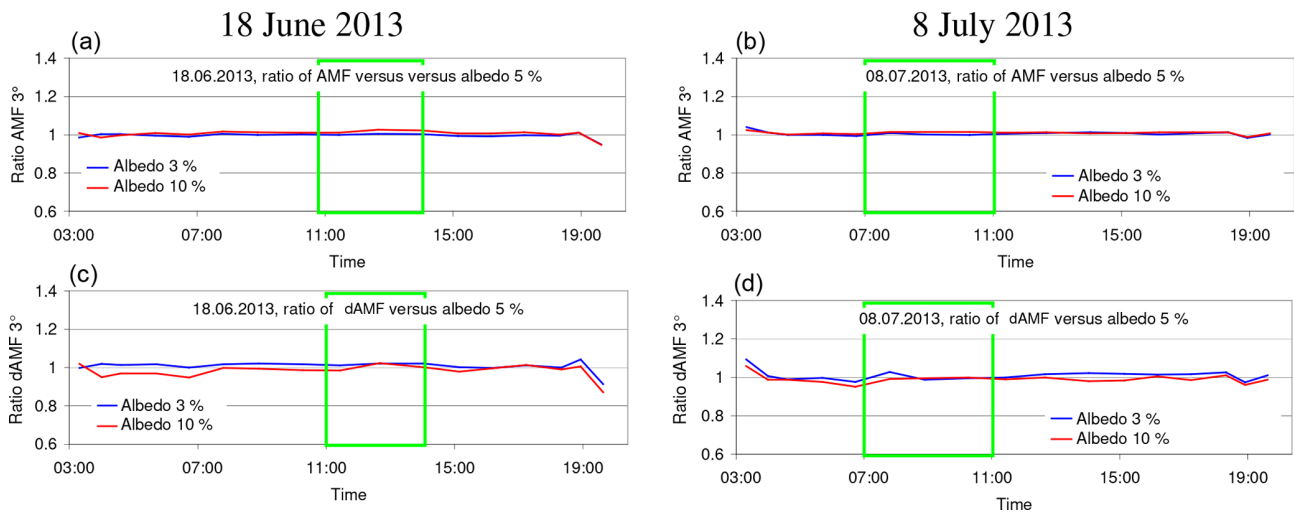 18 June 2013
8 July 2013
(a)
1.4
1.2
1
0.8
0.6
Ratio AMF 3°
18.06.2013, ratio of AMF versus versus albedo 5 %
Albedo 3 %
Albedo 10 %
03:00 07:00 11:00 15:00 19:00
Time
(b)
1.4
1.2
1
0.8
0.6
Ratio AMF 3°
08.07.2013, ratio of AMF versus albedo 5 %
Albedo 3 %
Albedo 10 %
03:00 07:00 11:00 15:00 19:00
Time
(c)
1.4
1.2
1
0.8
0.6
Ratio dAMF 3°
18.06.2013, ratio of dAMF versus albedo 5 %
Albedo 3 %
Albedo 10 %
03:00 07:00 11:00 15:00 19:00
Time
(d)
1.4
1.2
1
0.8
0.6
Ratio dAMF 3°
08.07.2013, ratio of dAMF versus albedo 5 %
Albedo 3 %
Albedo 10 %
03:00 07:00 11:00 15:00 19:00
Time